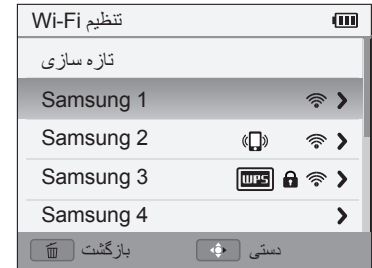 تنظیم Wi-Fi
تازه سازی
Samsung 1
Samsung 2
Samsung 3 WPS
Samsung 4
بازگشت دستی